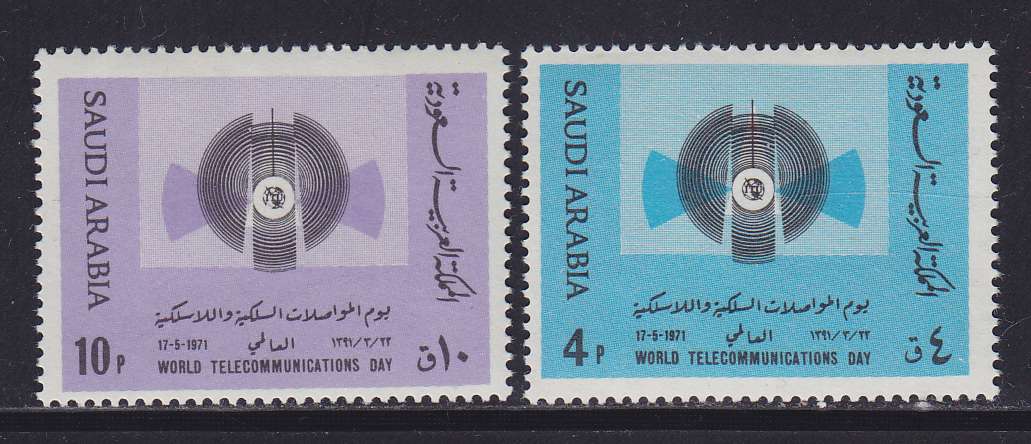 SAUDI ARABIA
المملكة العربية السعودية
يوم المواصلات السلكية واللاسلكية
17-5-1971 العالمي ١٣٩١/٣/٢٢
10P WORLD TELECOMMUNICATIONS DAY ١٠ق
SAUDI ARABIA
المملكة العربية السعودية
يوم المواصلات السلكية واللاسلكية
17-5-1971 العالمي ١٣٩١/٣/٢٢
4P WORLD TELECOMMUNICATIONS DAY ٤ق